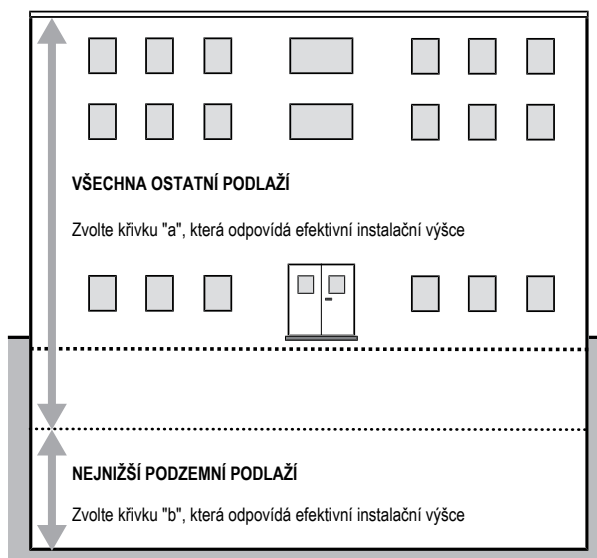 VŠECHNA OSTATNÍ PODLAŽÍ
Zvolte křivku "a", která odpovídá efektivní instalační výšce
NEJNIŽŠÍ PODZEMNÍ PODLAŽÍ
Zvolte křivku "b", která odpovídá efektivní instalační výšce